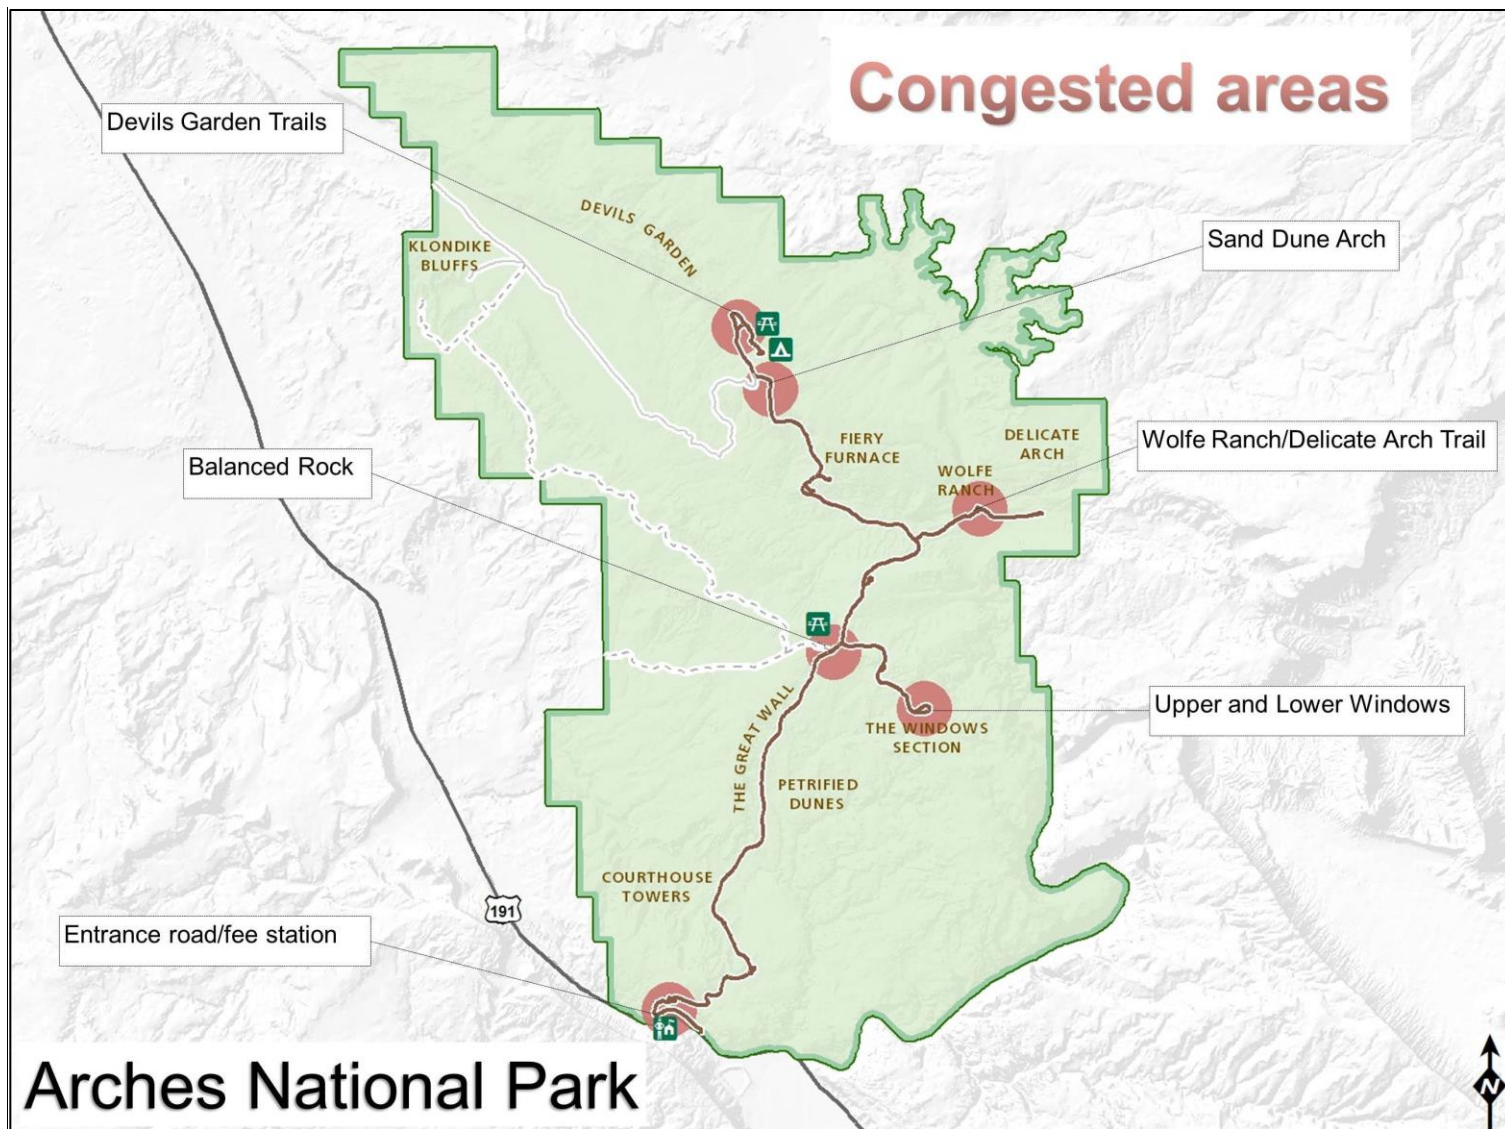 Congested areas
Devils Garden Trails
DEVILS GARDEN
KLONDIKE
BLUFFS
Sand Dune Arch
FIERY
FURNACE
DELICATE
ARCH
Wolfe Ranch/Delicate Arch Trail
WOLFE
RANCH
Balanced Rock
THE GREAT WALL
Upper and Lower Windows
THE WINDOWS
SECTION
PETRIFIED
DUNES
COURTHOUSE
TOWERS
191
Entrance road/fee station
Arches National Park
N